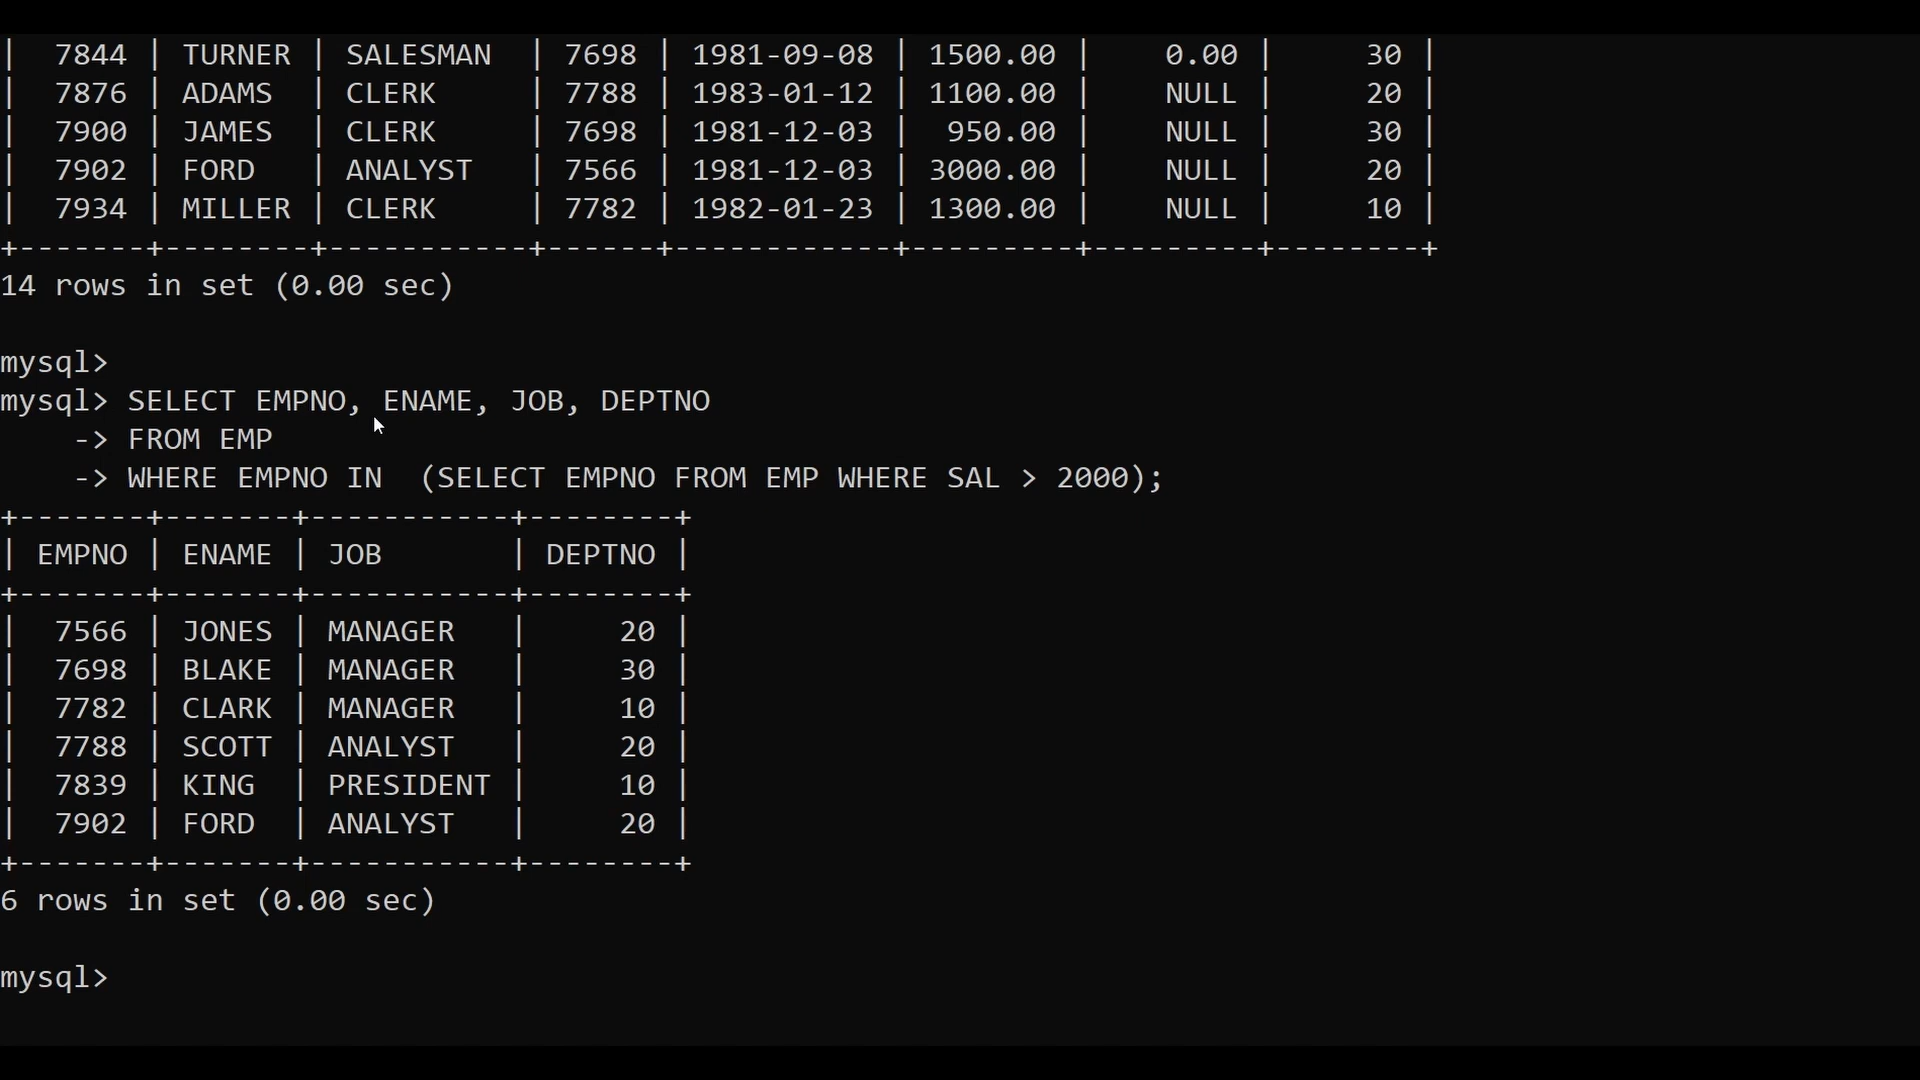 |  7844 | TURNER | SALESMAN  | 7698 | 1981-09-08 | 1500.00 |    0.00 |     30 |
|  7876 | ADAMS  | CLERK     | 7788 | 1983-01-12 | 1100.00 |    NULL |     20 |
|  7900 | JAMES  | CLERK     | 7698 | 1981-12-03 |  950.00 |    NULL |     30 |
|  7902 | FORD   | ANALYST   | 7566 | 1981-12-03 | 3000.00 |    NULL |     20 |
|  7934 | MILLER | CLERK     | 7782 | 1982-01-23 | 1300.00 |    NULL |     10 |
+-------+--------+-----------+------+------------+---------+---------+--------+
14 rows in set (0.00 sec)
mysql>
mysql> SELECT EMPNO, ENAME, JOB, DEPTNO
    -> FROM EMP
    -> WHERE EMPNO IN  (SELECT EMPNO FROM EMP WHERE SAL > 2000);
+-------+-------+-----------+--------+
| EMPNO | ENAME | JOB       | DEPTNO |
+-------+-------+-----------+--------+
|  7566 | JONES | MANAGER   |     20 |
|  7698 | BLAKE | MANAGER   |     30 |
|  7782 | CLARK | MANAGER   |     10 |
|  7788 | SCOTT | ANALYST   |     20 |
|  7839 | KING  | PRESIDENT |     10 |
|  7902 | FORD  | ANALYST   |     20 |
+-------+-------+-----------+--------+
6 rows in set (0.00 sec)
mysql>